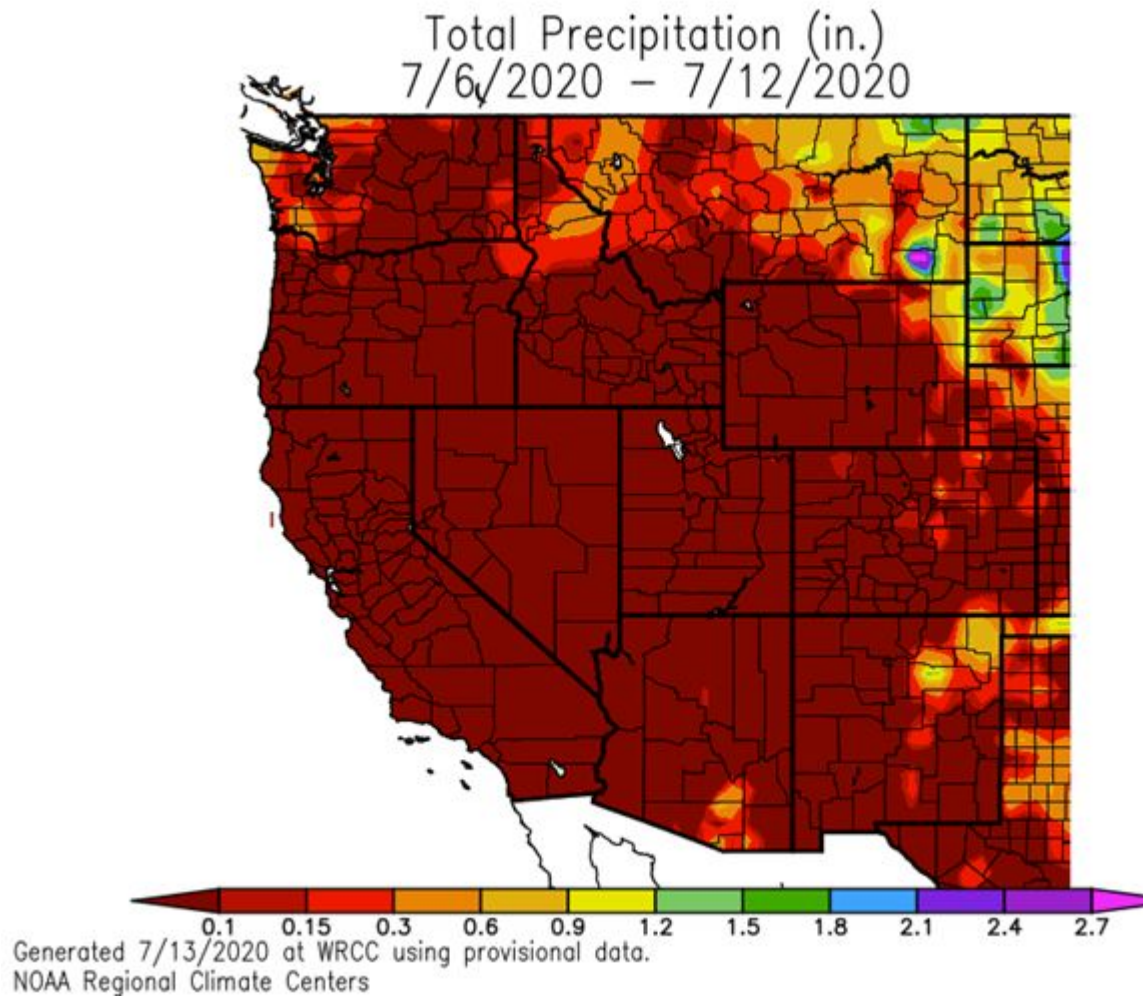 Total Precipitation (in.)
7/6/2020 – 7/12/2020
0.1 0.15 0.3 0.6 0.9 1.2 1.5 1.8 2.1 2.4 2.7
Generated 7/13/2020 at WRCC using provisional data.
NOAA Regional Climate Centers